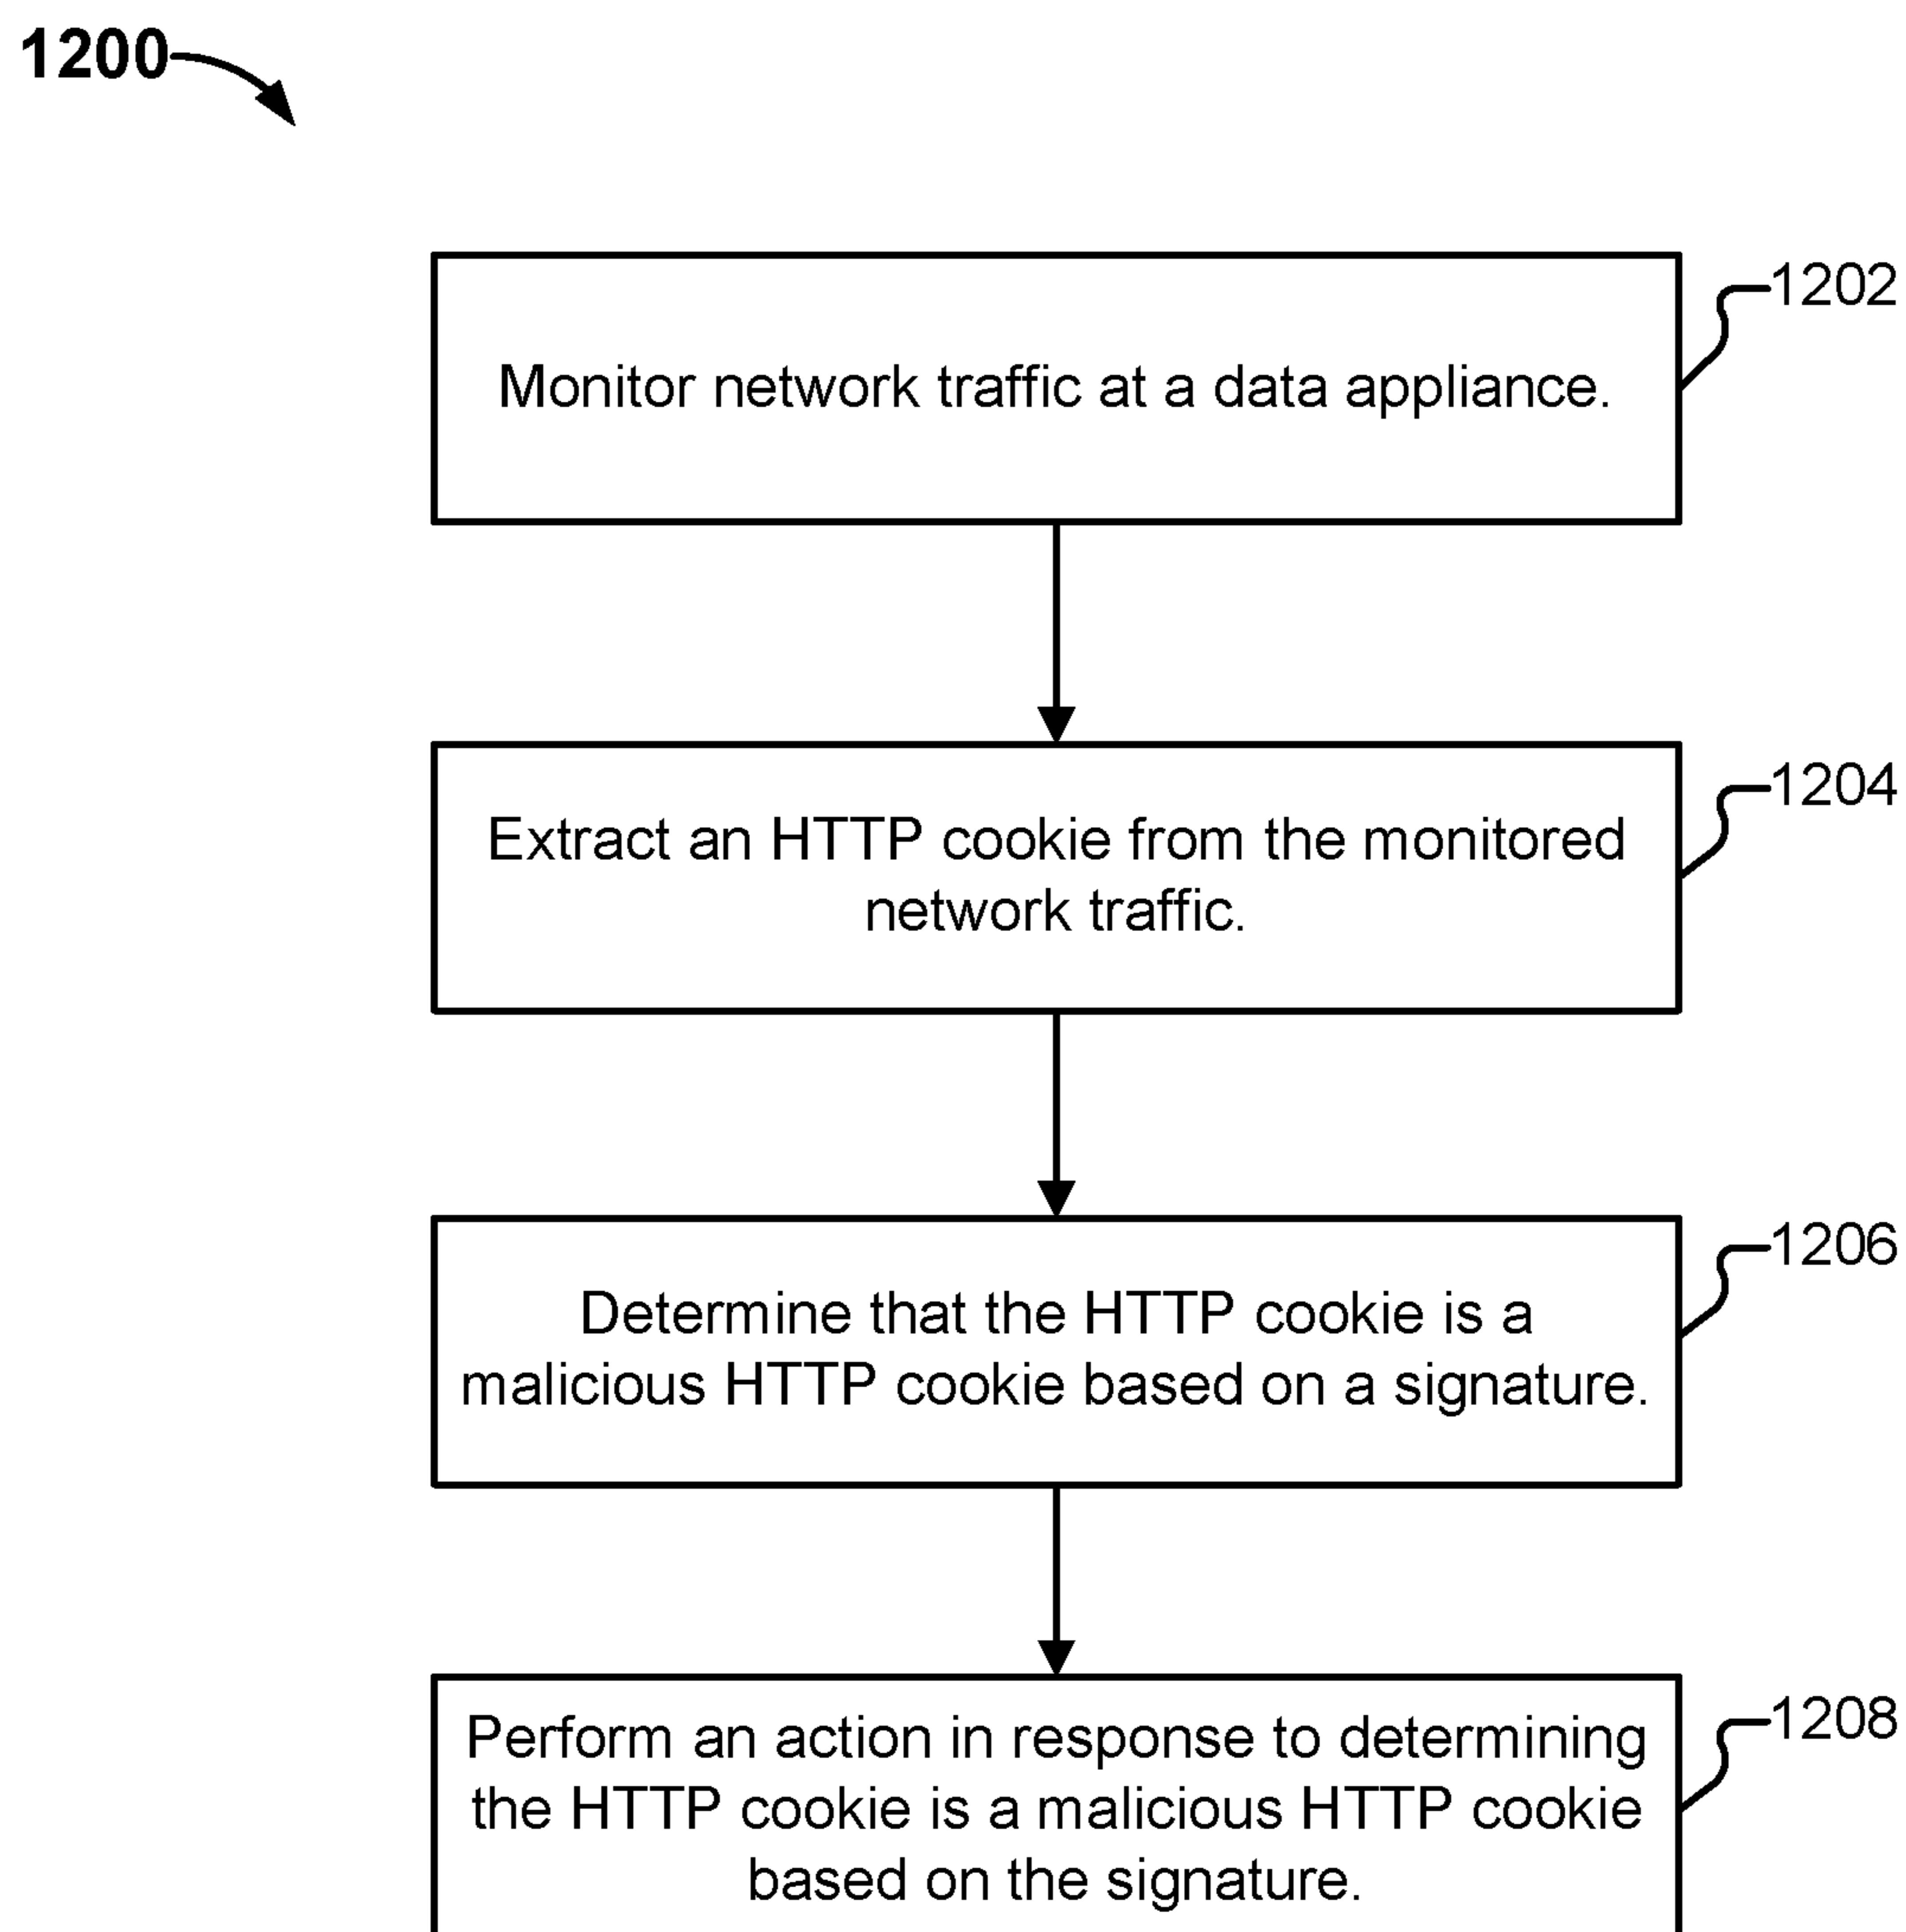 1200
1202
Monitor network traffic at a data appliance.
1204
Extract an HTTP cookie from the monitored
network traffic.
1206
Determine that the HTTP cookie is a
malicious HTTP cookie based on a signature.
1208
Perform an action in response to determining
the HTTP cookie is a malicious HTTP cookie
based on the signature.